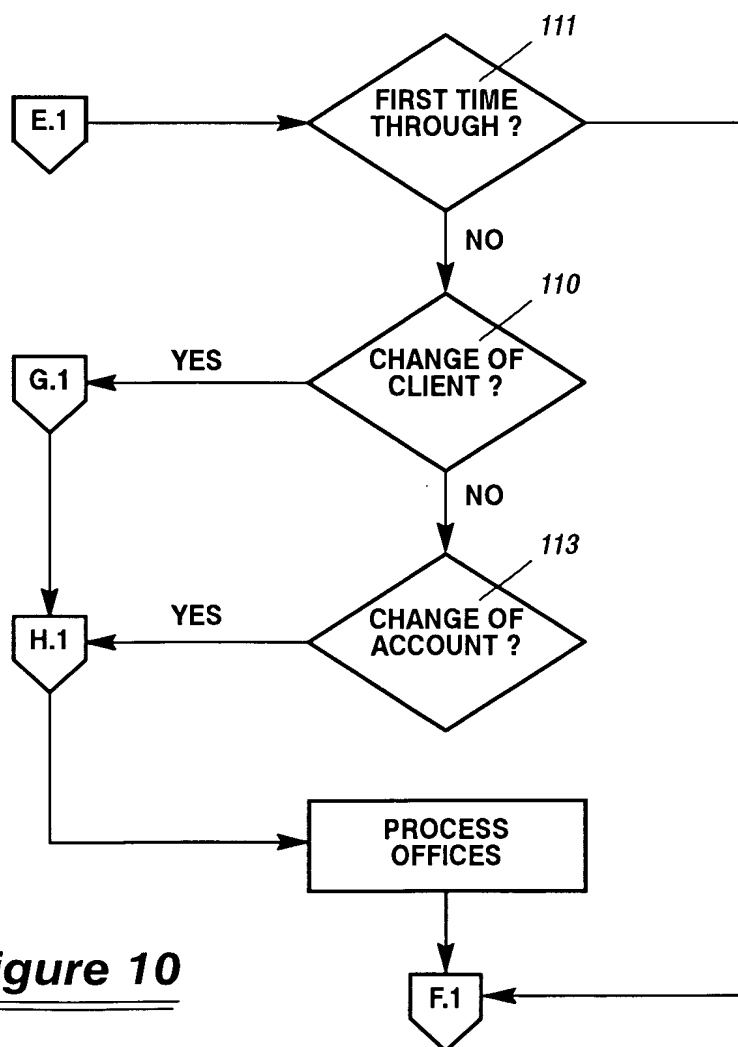 111
FIRST TIME
THROUGH ?
E.1
NO
110
CHANGE OF
CLIENT ?
YES
G.1
NO
113
CHANGE OF
ACCOUNT ?
YES
H.1
PROCESS
OFFICES
igure 10
F.1